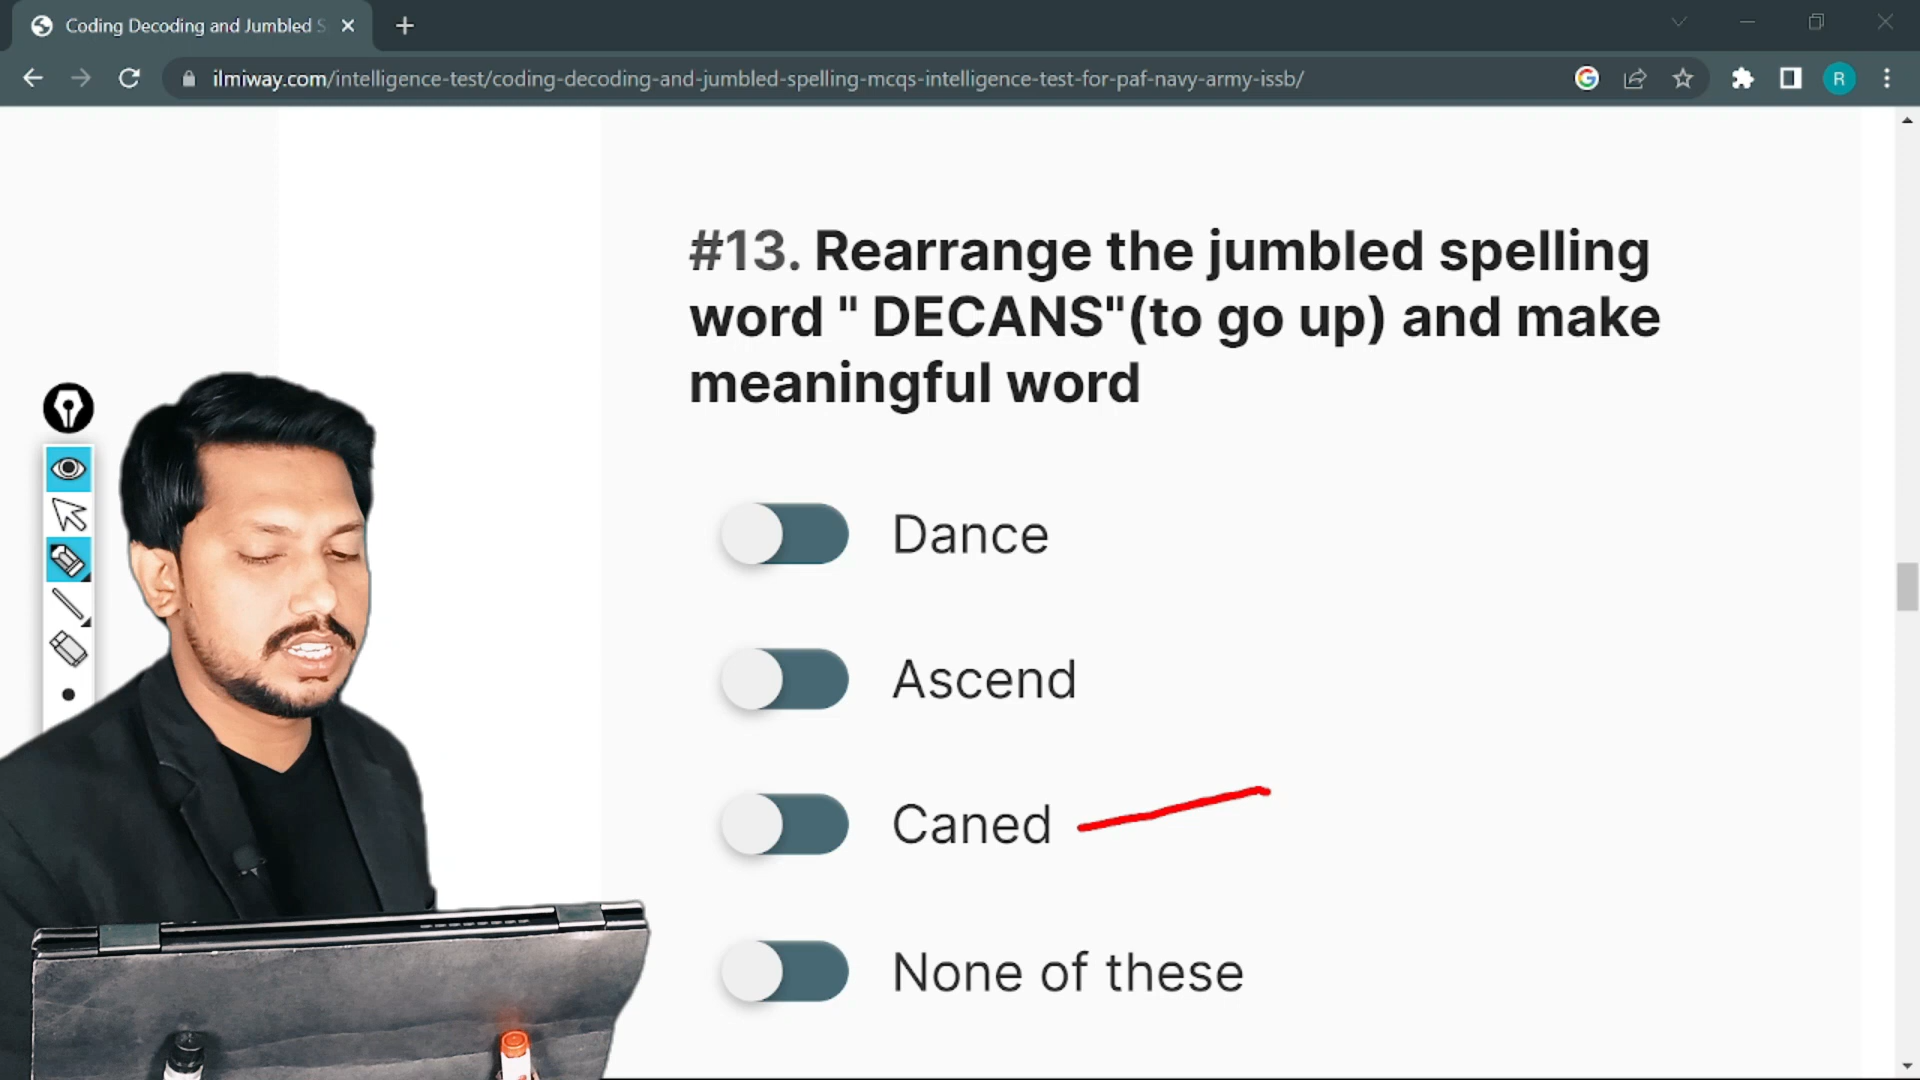 Coding Decoding and Jumbled S
ilmiway.com/intelligence-test/coding-decoding-and-jumbled-spelling-mcqs-intelligence-test-for-paf-navy-army-issb/
R
#13. Rearrange the jumbled spelling
word " DECANS"(to go up) and make
meaningful word
Dance
Ascend
Caned
None of these